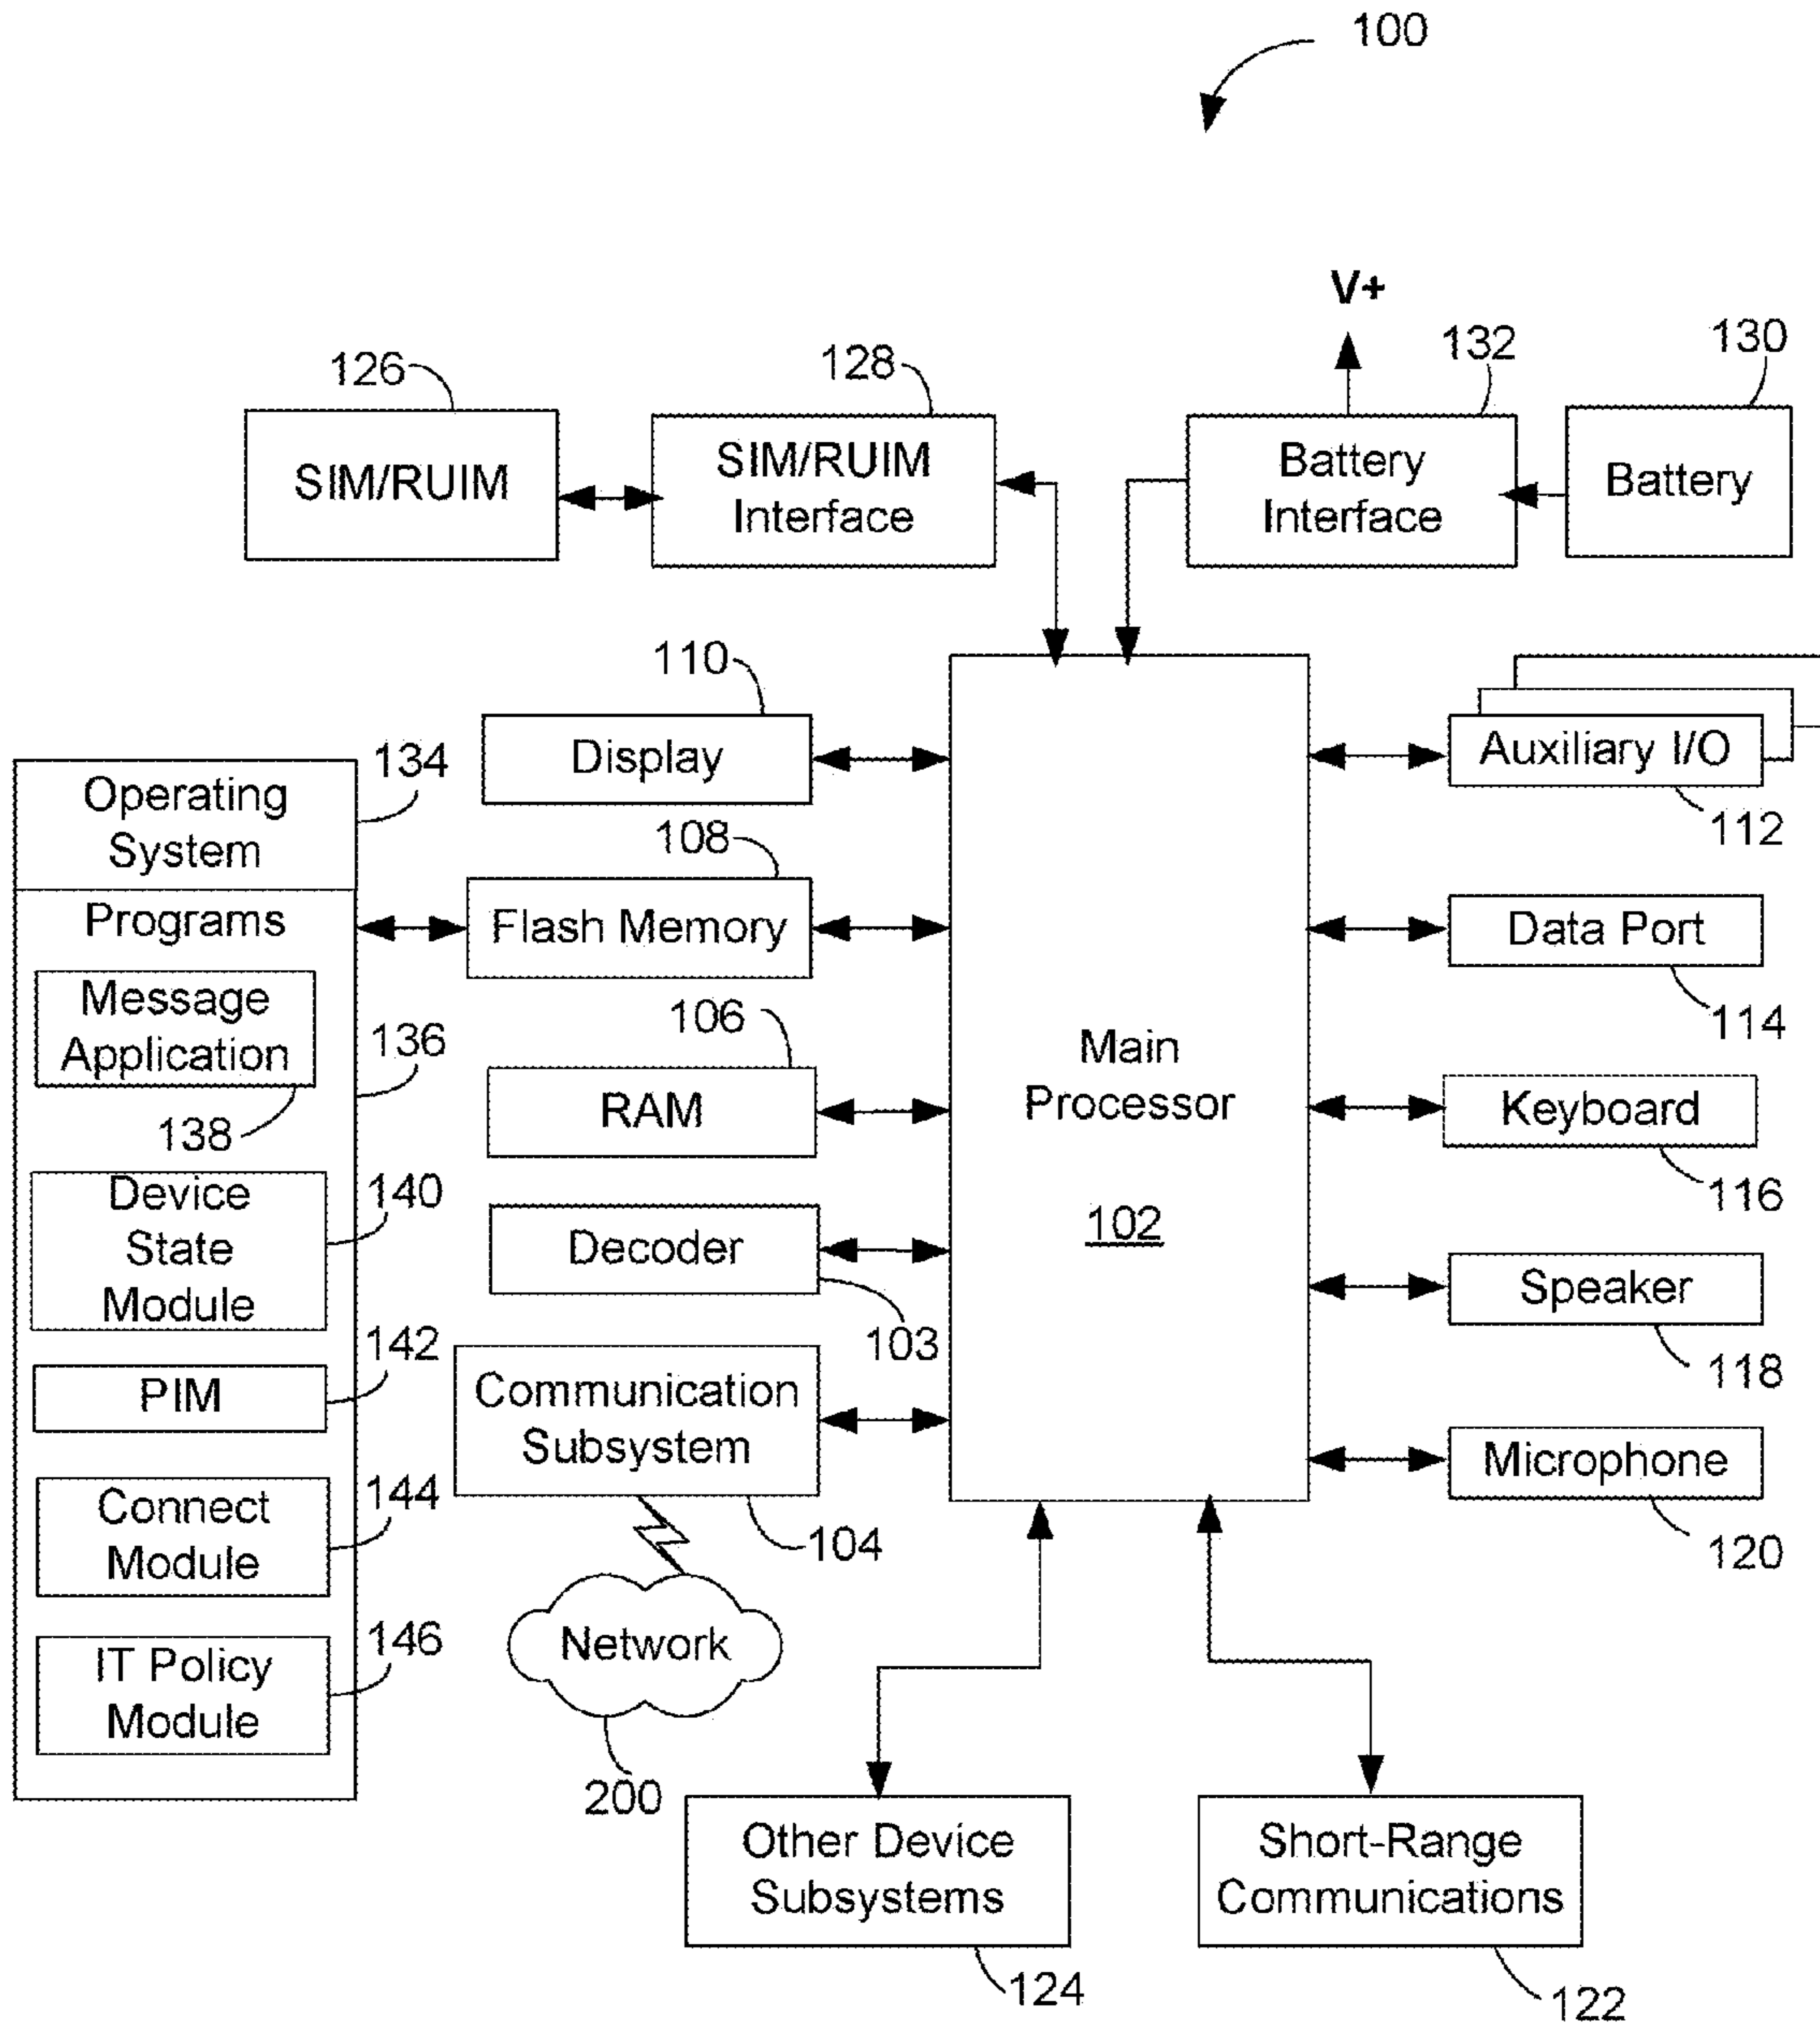 100
V+
126
128
132
130
SIM/RUIM
SIM/RUIM
Interface
Battery
Interface
Battery
110
Display
Auxiliary I/O
112
134
Operating
System
108
Programs
Flash Memory
Data Port
114
Message
Application
138
136
106
RAM
Main
Processor
102
Keyboard
116
Device
State
Module
140
Decoder
103
Speaker
118
142
PIM
Communication
Subsystem
104
Microphone
120
Connect
Module
144
Network
200
IT Policy
Module
146
Other Device
Subsystems
124
Short-Range
Communications
122